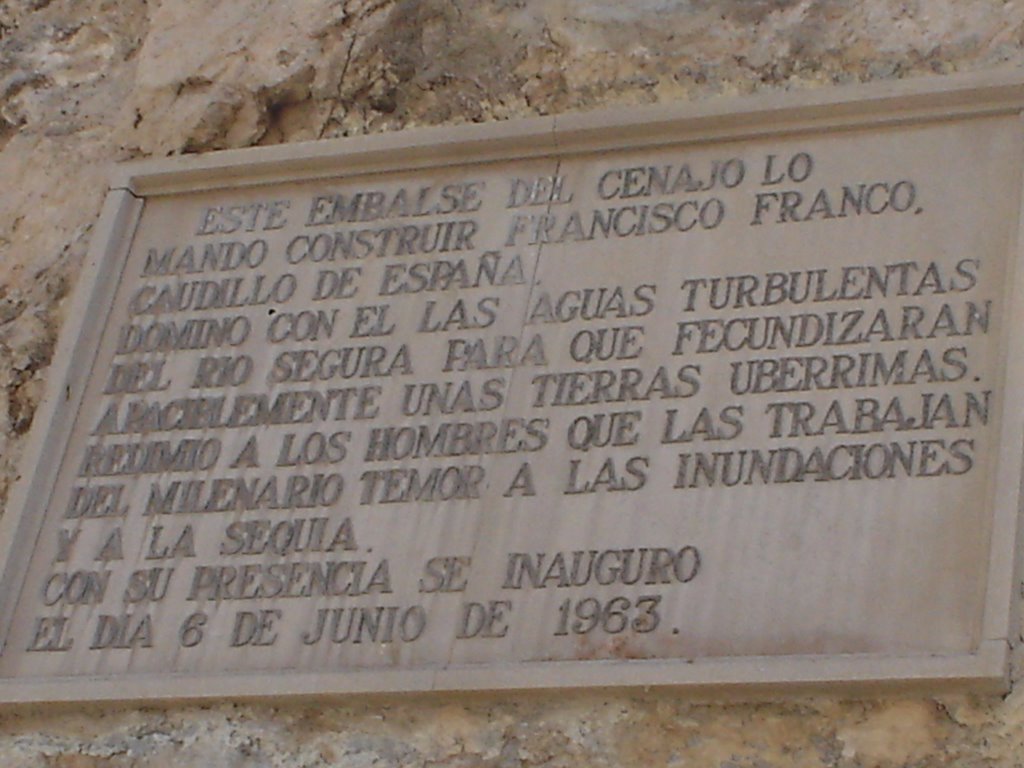 ESTE EMBALSE DEL CENAJO LO
MANDO CONSTRUIR FRANCISCO FRANCO,
CAUDILLO DE ESPAÑA.
DOMINO CON EL LAS AGUAS TURBULENTAS
DEL RIO SEGURA PARA QUE FECUNDIZARAN
APACIBLEMENTE UNAS TIERRAS UBERRIMAS.
REDIMIO A LOS HOMBRES QUE LAS TRABAJAN
DEL MILENARIO TEMOR A LAS INUNDACIONES
Y A LA SEQUIA.
CON SU PRESENCIA SE INAUGURO
EL DIA 6 DE JUNIO DE 1963.